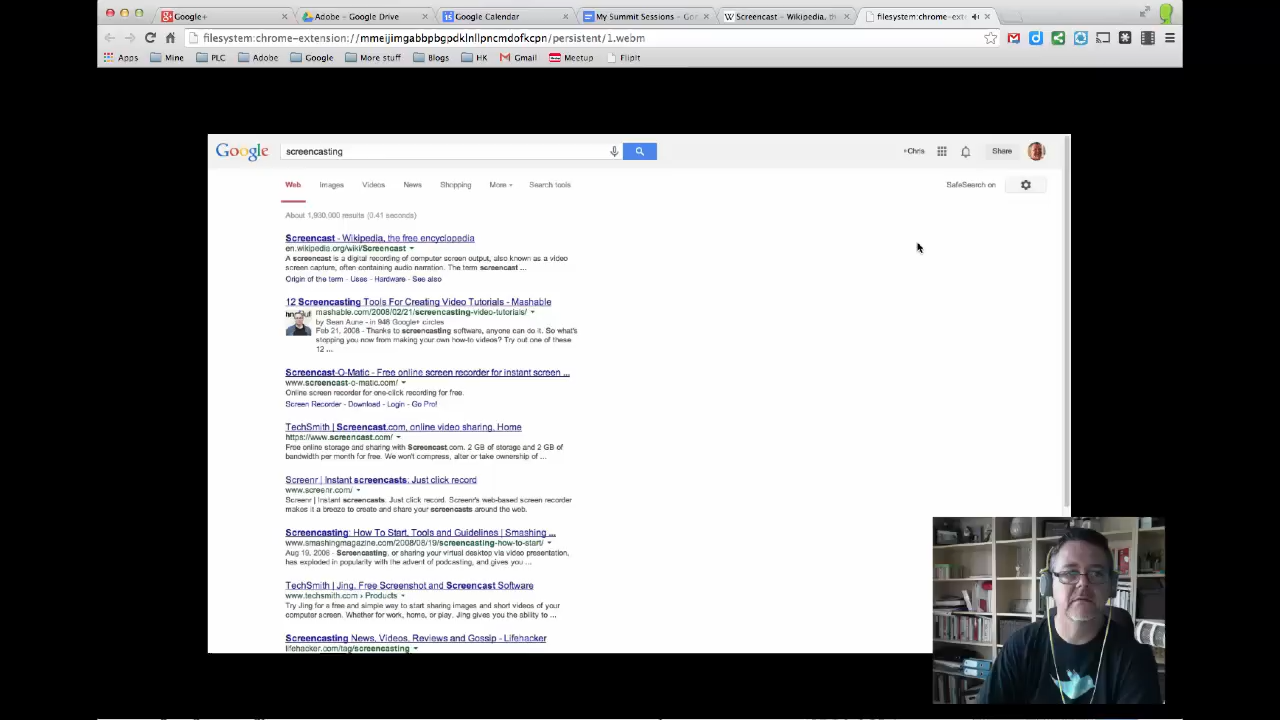 Google+
Adobe - Google Drive
Google Calendar
My Summit Sessions - Goo
Screencast - Wikipedia, th
filesystem:chrome-exte
filesystem:chrome-extension://mmeijimgabbpbgpdklnllpncmdofkcpn/persistent/1.webm
Apps Mine PLC Adobe Google More stuff Blogs HK Gmail Meetup FlipIt
Google screencasting +Chris Share
Web Images Videos News Shopping More Search tools SafeSearch on
About 1,930,000 results (0.41 seconds)
Screencast - Wikipedia, the free encyclopedia
en.wikipedia.org/wiki/Screencast
A screencast is a digital recording of computer screen output, also known as a video
screen capture, often containing audio narration. The term screencast ...
Origin of the term - Uses - Hardware - See also
12 Screencasting Tools For Creating Video Tutorials - Mashable
mashable.com/2008/02/21/screencasting-video-tutorials/
by Sean Aune - in 946 Google+ circles
Feb 21, 2008 - Thanks to screencasting software, anyone can do it. So what's
stopping you now from making your own how-to videos? Try out one of these
12 ...
Screencast-O-Matic - Free online screen recorder for instant screen ...
www.screencast-o-matic.com/
Online screen recorder for one-click recording for free.
Screen Recorder - Download - Login - Go Pro!
TechSmith | Screencast.com, online video sharing, Home
https://www.screencast.com/
Free online storage and sharing with Screencast.com. 2 GB of storage and 2 GB of
bandwidth per month for free. We won't compress, alter or take ownership of ...
Screenr | Instant screencasts: Just click record
www.screenr.com/
Screenr | Instant screencasts. Just click record. Screenr's web-based screen recorder
makes it a breeze to create and share your screencasts around the web.
Screencasting: How To Start, Tools and Guidelines | Smashing ...
www.smashingmagazine.com/2008/08/19/screencasting-how-to-start/
Aug 19, 2008 - Screencasting, or sharing your virtual desktop via video presentation,
has exploded in popularity with the advent of podcasting, and gives you ...
TechSmith | Jing, Free Screenshot and Screencast Software
www.techsmith.com › Products
Try Jing for a free and simple way to start sharing images and short videos of your
computer screen. Whether for work, home, or play. Jing gives you the ability to ...
Screencasting News, Videos, Reviews and Gossip - Lifehacker
lifehacker.com/tag/screencasting